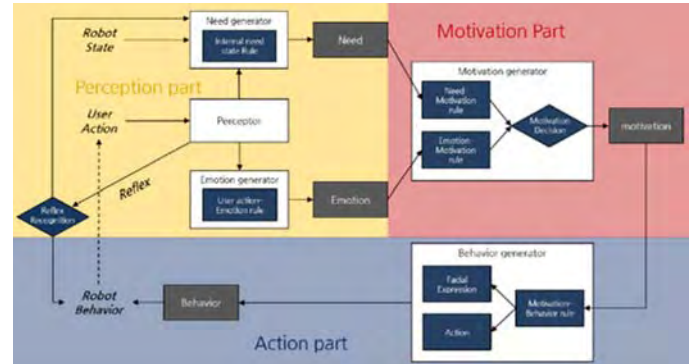 Need generator
Robot
State
Internal need
state Rule
Need
Motivation Part
Perception part
Motivation generator
User
Action
Perceptor
Need
Motivation rule
Motivation
Decision
motivation
Emotion-
Motivation rule
Reflex
Emotion generator
User action-
Emotion rule
Emotion
Reflex
Recognition
Behavior generator
Robot
Behavior
Behavior
Facial
Expression
Motivation-
Behavior rule
Action
Action part